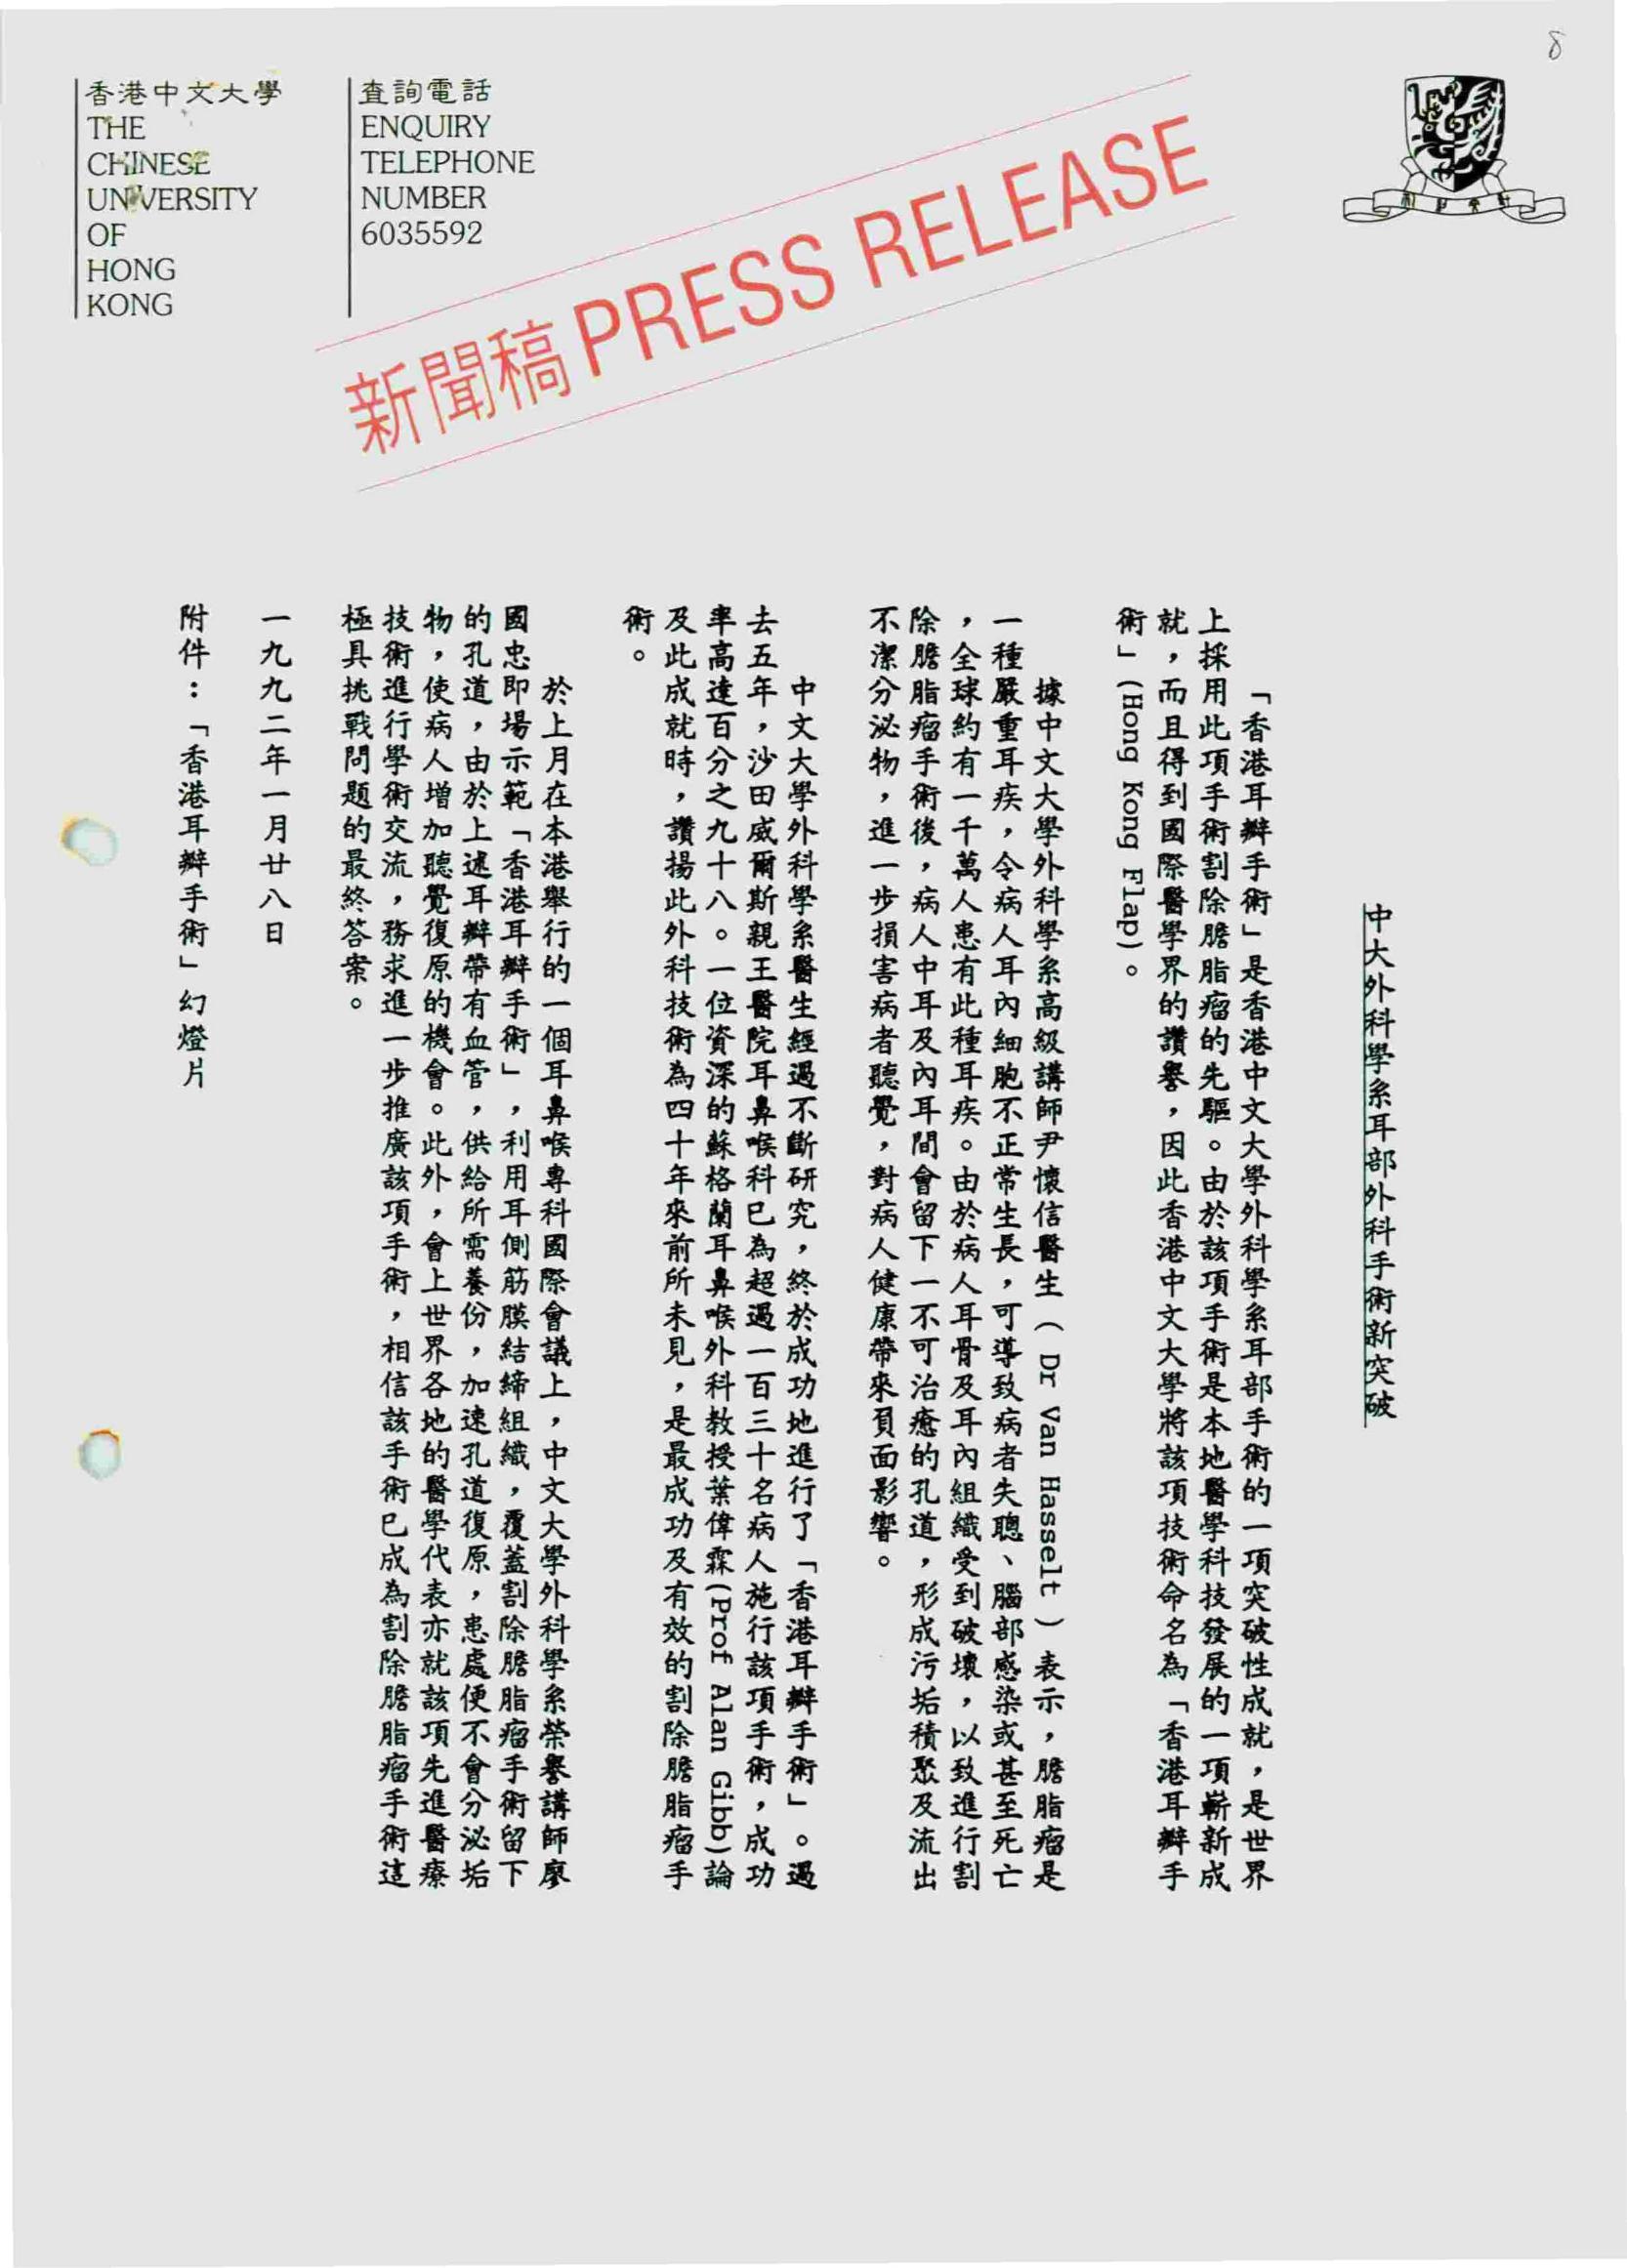 8
香港中文大學
THE
CHINESE
UNIVERSITY
OF
HONG
KONG
查詢電話
ENQUIRY
TELEPHONE
NUMBER
6035592
新聞稿 PRESS RELEASE
中大外科學系耳部外科手術新突破
「香港耳瓣手術」是香港中文大學外科學系耳部手術的一項突破性成就，是世界
上採用此項手術割除膽脂瘤的先驅。由於該項手術是本地醫學科技發展的一項嶄新成
就，而且得到國際醫學界的讚譽，因此香港中文大學將該項技術命名為「香港耳瓣手
術」(Hong Kong Flap)。
據中文大學外科學系高級講師尹懷信醫生（Dr Van Hasselt）表示，膽脂瘤是
一種嚴重耳疾，令病人耳內細胞不正常生長，可導致病者失聰、腦部感染或甚至死亡
，全球約有一千萬人患有此種耳疾。由於病人耳骨及耳內組織受到破壞，以致進行割
除膽脂瘤手術後，病人中耳及內耳間會留下一不可治癒的孔道，形成污垢積聚及流出
不潔分泌物，進一步損害病者聽覺，對病人健康帶來負面影響。
中文大學外科學系醫生經過不斷研究，終於成功地進行了「香港耳瓣手術」。過
去五年，沙田威爾斯親王醫院耳鼻喉科已為超過一百三十名病人施行該項手術，成功
率高達百分之九十八。一位資深的蘇格蘭耳鼻喉外科教授葉偉霖(Prof Alan Gibb)論
及此成就時，讚揚此外科技術為四十年來前所未見，是最成功及有效的割除膽脂瘤手
術。
於上月在本港舉行的一個耳鼻喉專科國際會議上，中文大學外科學系榮譽講師廖
國忠即場示範「香港耳瓣手術」，利用耳側筋膜結締組織，覆蓋割除膽脂瘤手術留下
的孔道，由於上述耳瓣帶有血管，供給所需養份，加速孔道復原，患處便不會分泌垢
物，使病人增加聽覺復原的機會。此外，會上世界各地的醫學代表亦就該項先進醫療
技術進行學術交流，務求進一步推廣該項手術，相信該手術已成為割除膽脂瘤手術這
極具挑戰問題的最終答案。
一九九二年一月廿八日
附件：「香港耳瓣手術」幻燈片